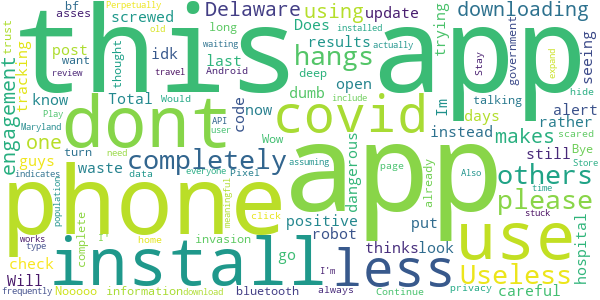 bf Perpetually Delaware using update downloading
asses screwed
this app
old
trust post idk Does results trying seeing
waiting installed actually
want long hangs Stay government
review travel Android last deep open expand
engagement tracking thought
dont covid Im
know Total code now dumb talking hide alert
Play Would API user Wow
one instead days rather scared
Maryland include
guys turn waste completely app makes still Bye
need everyone assuming page Also Store
phone dangerous already others
indicates data Pixel time
populations meaningful click positive put please stuck
complete I' invasion robot use
works home go
install less thinks look hospital
Will check I'm Useless
type
frequently Nooooo information download bluetooth always Continue privacy careful